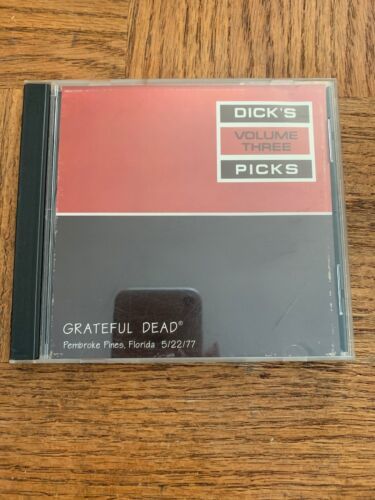 DICK'S
VOLUME
THREE
PICKS
GRATEFUL DEAD®
Pembroke Pines, Florida 5/22/77